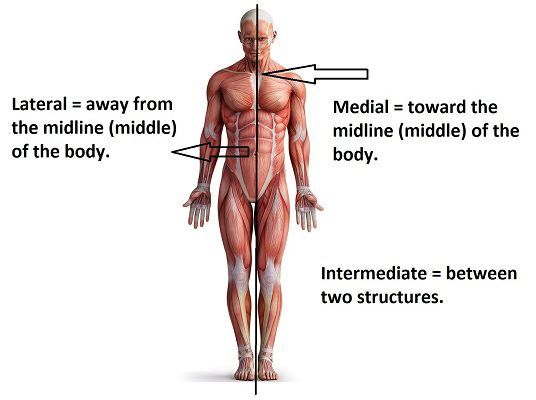 Lateral = away from
the midline (middle)
of the body.
Medial = toward the
midline (middle) of the
body.
Intermediate = between
two structures.